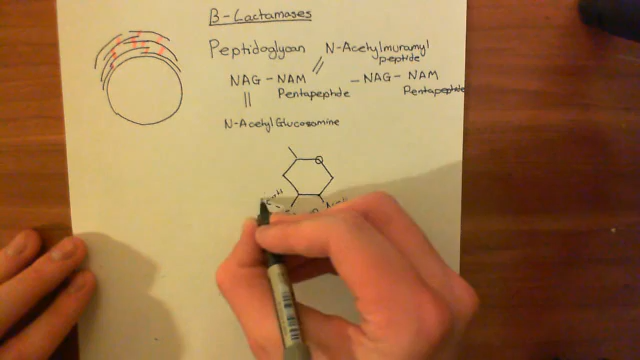 β-Lactamases
Peptidoglycan
N-Acetylmuramyl
peptide
NAG - NAM - NAG - NAM
Pentapeptide Pentapeptide
N-Acetyl Glucosamine
O
H